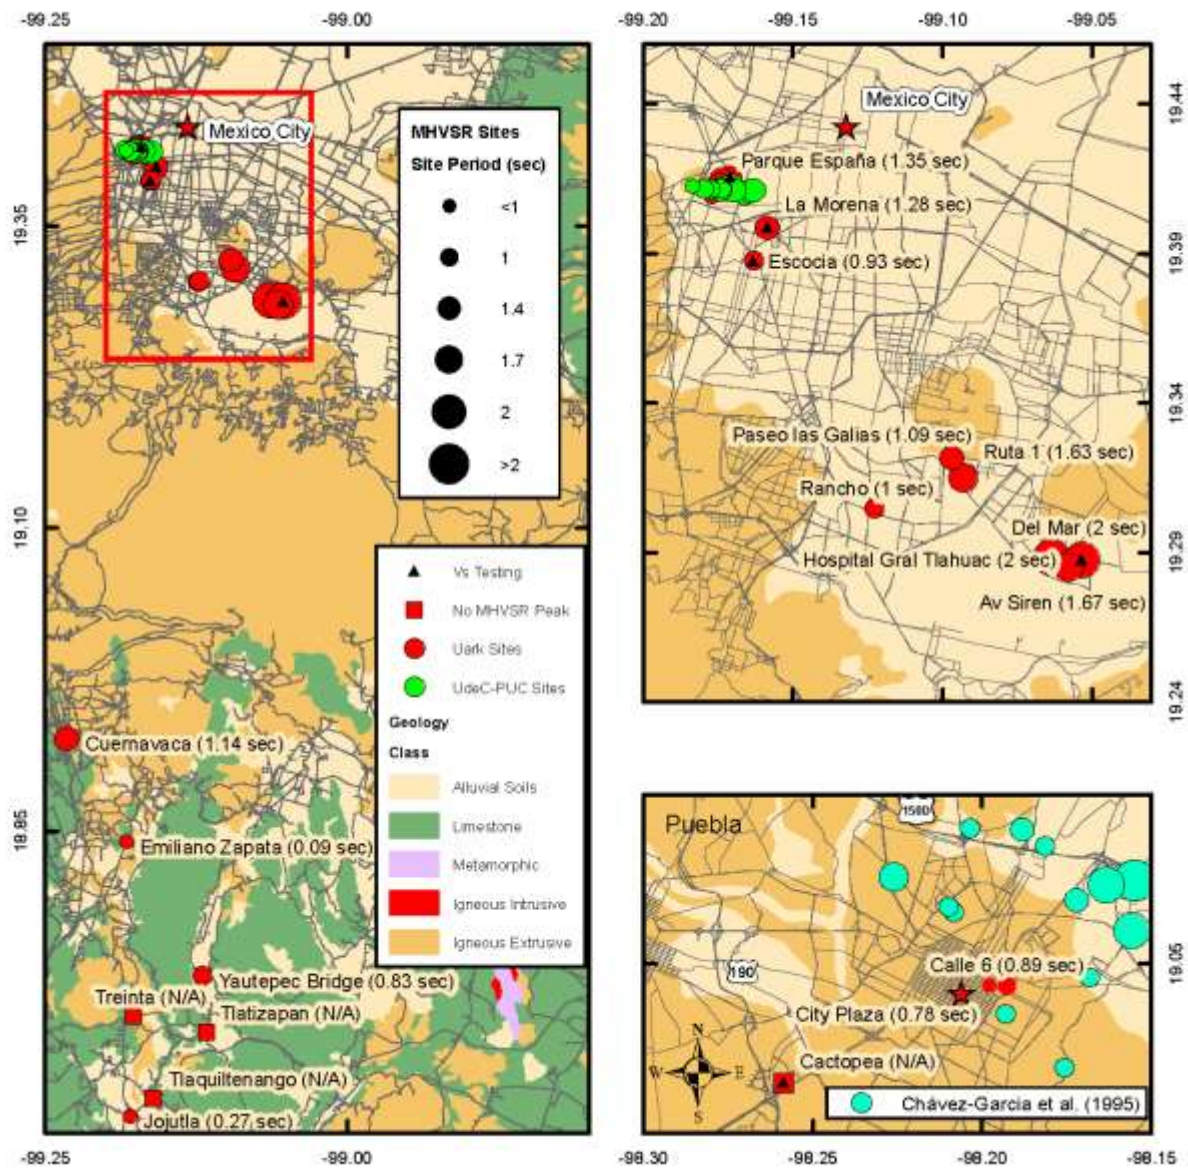 -99.25
-99.00
-99.20
-99.15
-99.10
-99.05
Mexico City
MHVSR Sites
Site Period (sec)
<1
1
1.4
1.7
2
>2
19.35
19.10
18.85
Vs Testing
No MHVSR Peak
Uark Sites
UdeC-PUC Sites
Geology
Class
Alluvial Soils
Limestone
Metamorphic
Igneous Intrusive
Igneous Extrusive
Cuernavaca (1.14 sec)
Emiliano Zapata (0.09 sec)
Yautepec Bridge (0.83 sec)
Treinta (N/A)
Tlatizapan (N/A)
Tlaquiltenango (N/A)
Jojutla (0.27 sec)
-99.25
-99.00
Mexico City
Parque España (1.35 sec)
La Morena (1.28 sec)
Escocia (0.93 sec)
Paseo las Galias (1.09 sec)
Ruta 1 (1.63 sec)
Rancho (1 sec)
Del Mar (2 sec)
Hospital Gral Tlahuac (2 sec)
Av Siren (1.67 sec)
19.44
19.39
19.34
19.29
19.24
Puebla
150D
190
Calle 6 (0.89 sec)
City Plaza (0.78 sec)
Cactopea (N/A)
N
W
E
S
Chávez-Garcia et al. (1995)
19.05
-98.30
-98.25
-98.20
-98.15